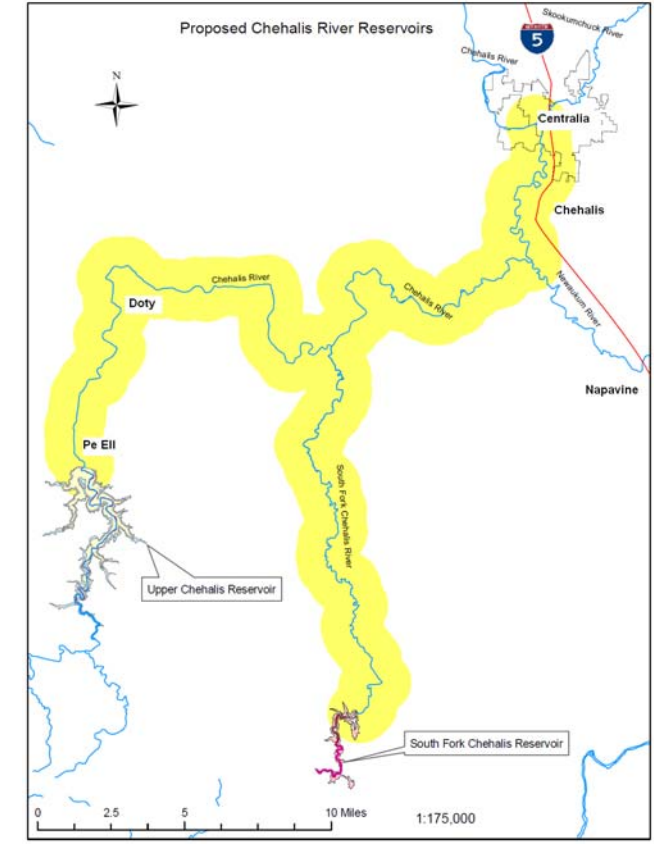 Proposed Chehalis River Reservoirs
Skookumchuck River
5
Chehalis River
N
Centralia
Chehalis
Chehalis River
Doty
Chehalis River
Newaukum River
Napavine
Pe Ell
South Fork Chehalis River
Upper Chehalis Reservoir
South Fork Chehalis Reservoir
0 2.5 5 10 Miles
1:175,000